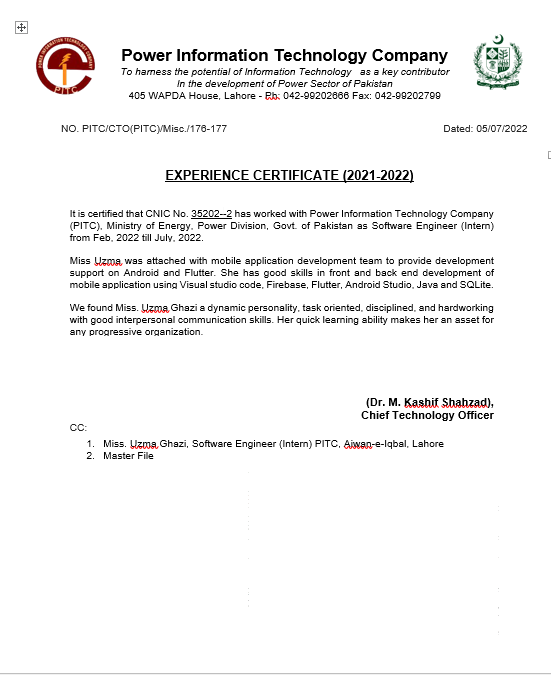 Power Information Technology Company
To harness the potential of Information Technology as a key contributor
In the development of Power Sector of Pakistan
405 WAPDA House, Lahore - Ph: 042-99202666 Fax: 042-99202799
NO. PITC/CTO(PITC)/Misc./176-177 Dated: 05/07/2022
EXPERIENCE CERTIFICATE (2021-2022)
It is certified that CNIC No. 35202--2 has worked with Power Information Technology Company
(PITC), Ministry of Energy, Power Division, Govt. of Pakistan as Software Engineer (Intern)
from Feb, 2022 till July, 2022.
Miss Uzma was attached with mobile application development team to provide development
support on Android and Flutter. She has good skills in front and back end development of
mobile application using Visual studio code, Firebase, Flutter, Android Studio, Java and SQLite.
We found Miss. Uzma Ghazi a dynamic personality, task oriented, disciplined, and hardworking
with good interpersonal communication skills. Her quick learning ability makes her an asset for
any progressive organization.
(Dr. M. Kashif Shahzad),
Chief Technology Officer
CC:
1. Miss. Uzma Ghazi, Software Engineer (Intern) PITC, Aiwan-e-Iqbal, Lahore
2. Master File
PITC